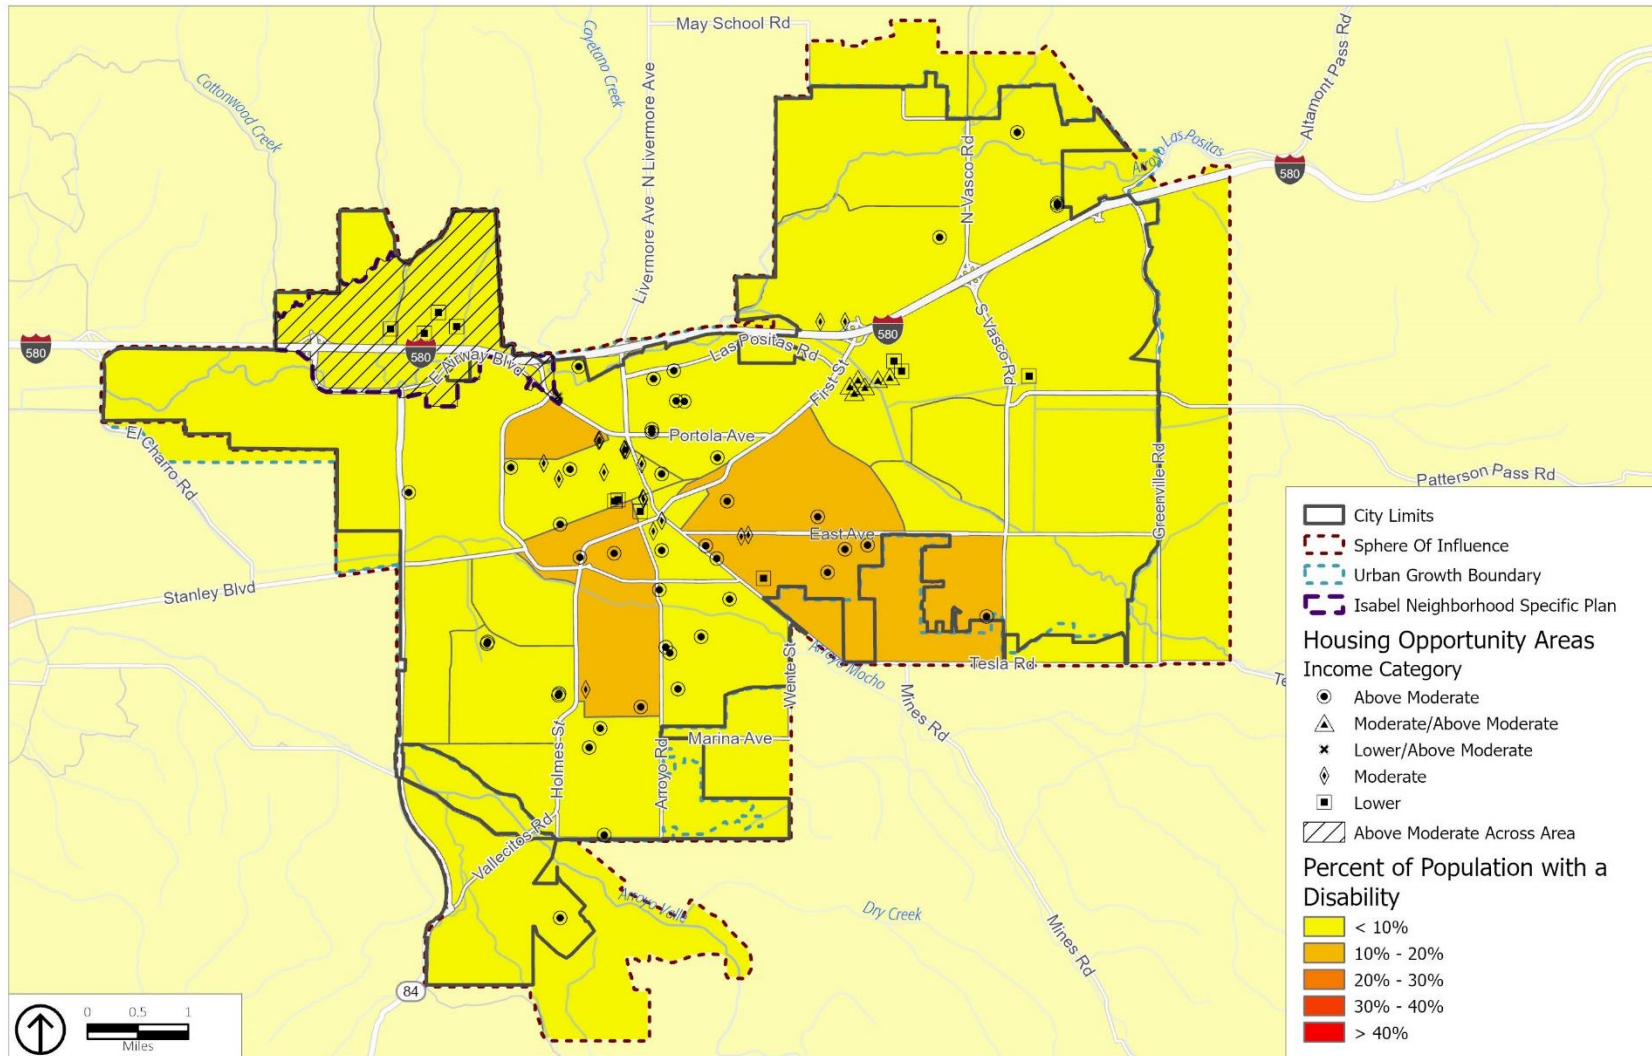 May School Rd
Cottonwood Creek
Cayetano Creek
Livermore Ave N Livermore Ave
Altamont Pass Rd
Arroyo Las Positas
N Vasco Rd
580
580
580
580
E Airway Blvd
Las Positas Rd
First St
S Vasco Rd
Portola Ave
El Charro Rd
Greenville Rd
Patterson Pass Rd
East Ave
Stanley Blvd
Tesla Rd
Te
Arroyo Mocho
Wente St
Mines Rd
Marina Ave
Holmes St
Arroyo Rd
Vallecitos Rd
Arroyo Valle
Dry Creek
Mines Rd
84
0 0.5 1
Miles
City Limits
Sphere Of Influence
Urban Growth Boundary
Isabel Neighborhood Specific Plan
Housing Opportunity Areas
Income Category
Above Moderate
Moderate/Above Moderate
Lower/Above Moderate
Moderate
Lower
Above Moderate Across Area
Percent of Population with a
Disability
< 10%
10% - 20%
20% - 30%
30% - 40%
> 40%